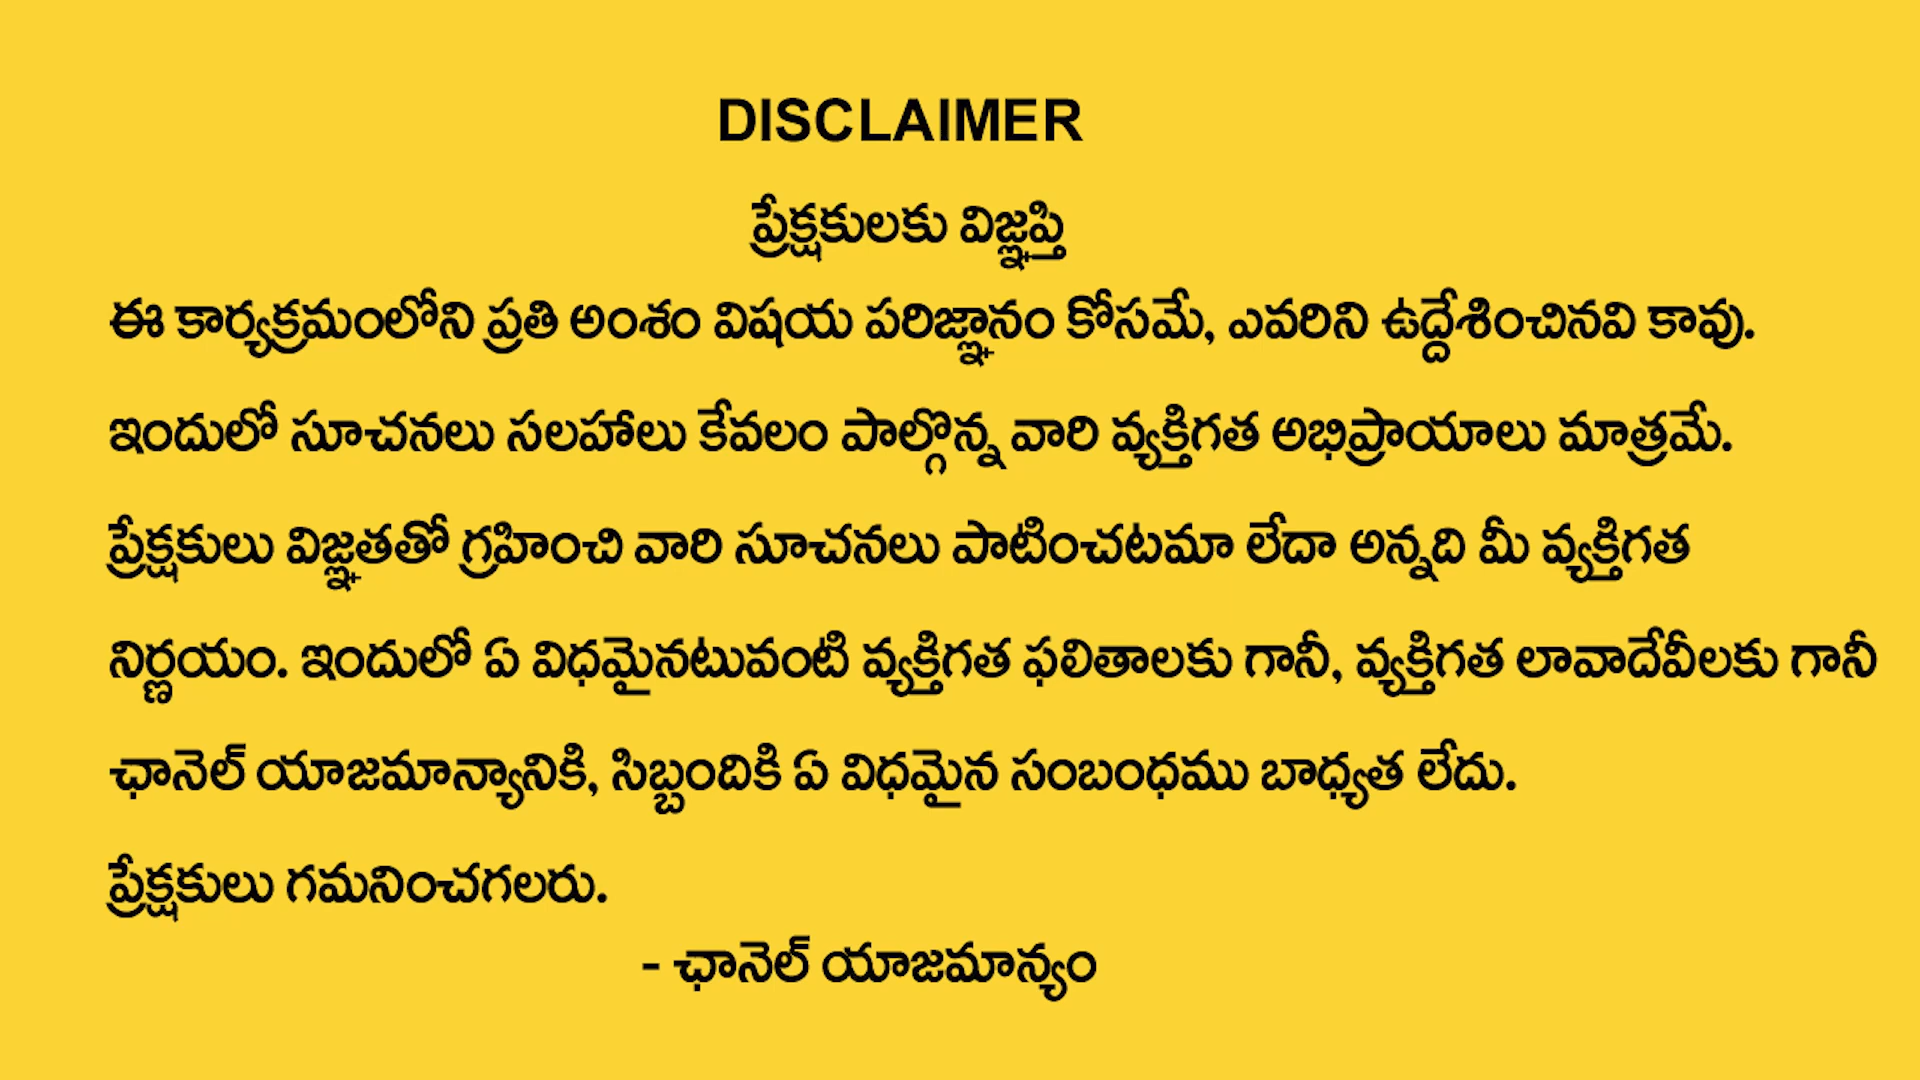 DISCLAIMER
ప్రేక్షకులకు విజ్ఞప్తి
ఈ కార్యక్రమంలోని ప్రతి అంశం విషయ పరిజ్ఞానం కోసమే, ఎవరిని ఉద్దేశించినవి కావు.
ఇందులో సూచనలు సలహాలు కేవలం పాల్గొన్న వారి వ్యక్తిగత అభిప్రాయాలు మాత్రమే.
ప్రేక్షకులు విజ్ఞతతో గ్రహించి వారి సూచనలు పాటించటమా లేదా అన్నది మీ వ్యక్తిగత
నిర్ణయం. ఇందులో ఏ విధమైనటువంటి వ్యక్తిగత ఫలితాలకు గానీ, వ్యక్తిగత లావాదేవీలకు గానీ
ఛానెల్ యాజమాన్యానికి, సిబ్బందికి ఏ విధమైన సంబంధము బాధ్యత లేదు.
ప్రేక్షకులు గమనించగలరు.
- ఛానెల్ యాజమాన్యం